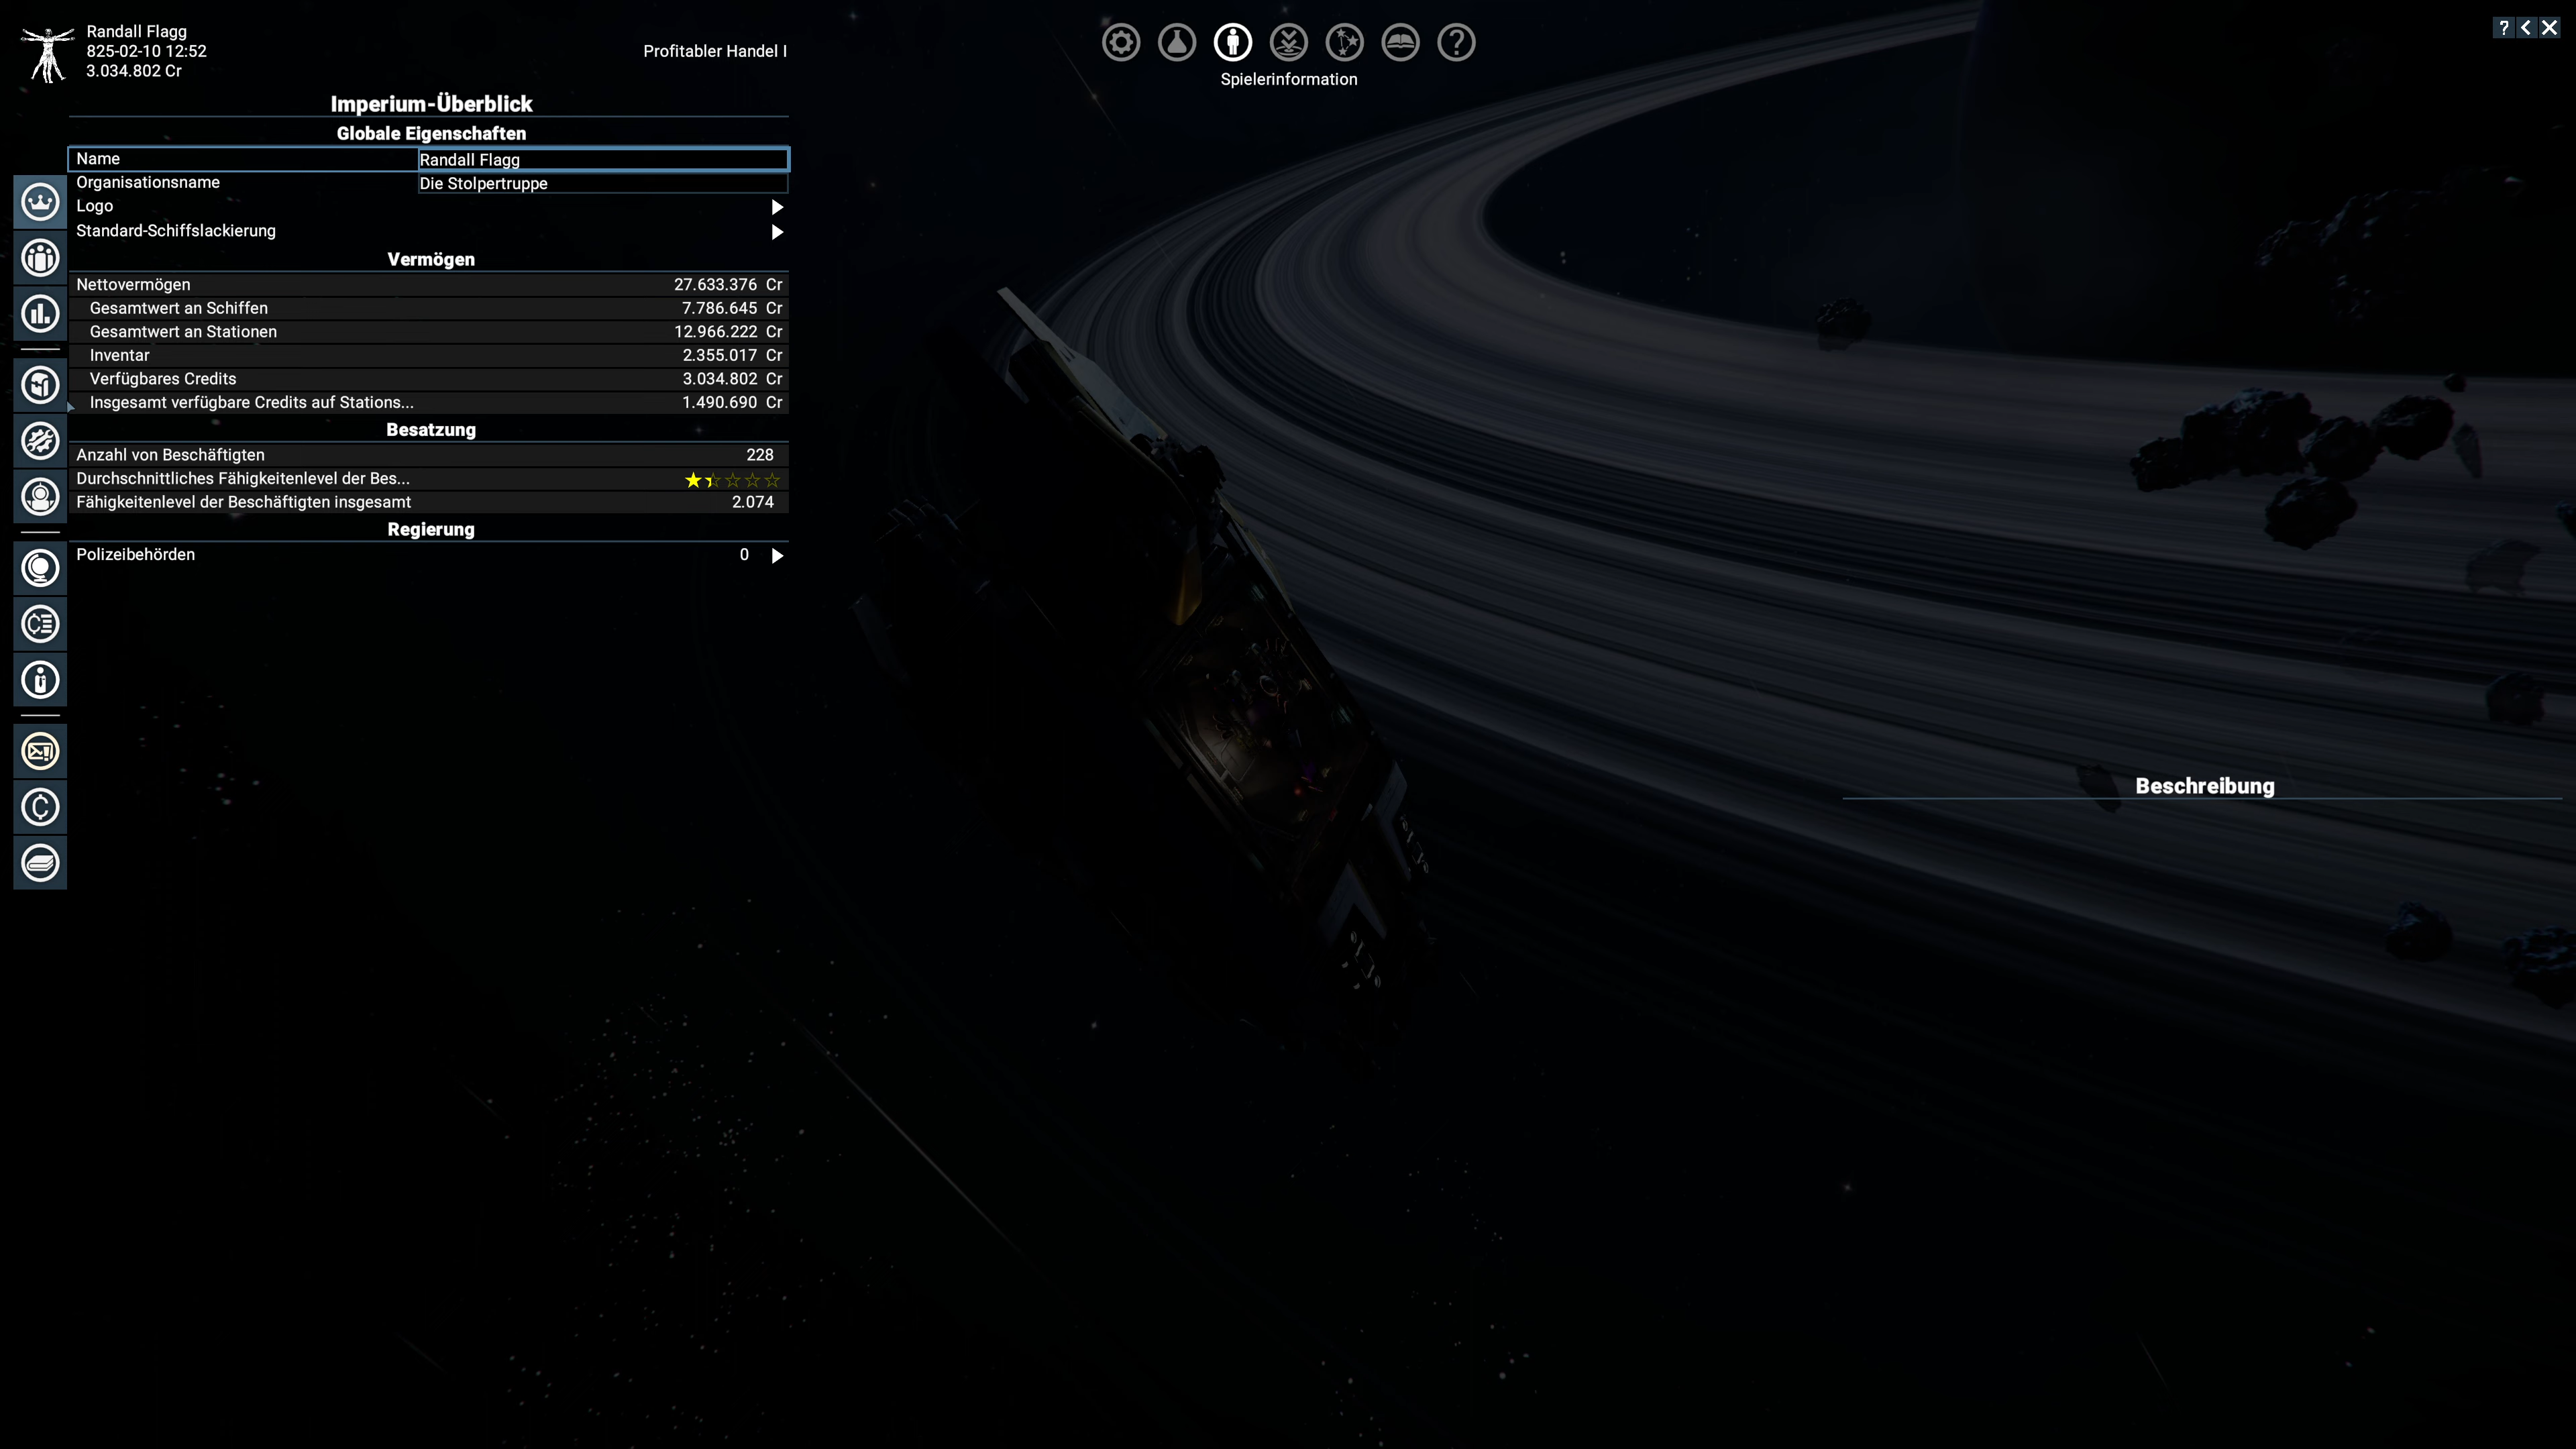 Randall Flagg
825-02-10 12:52
3.034.802 Cr
Profitabler Handel I
Spielerinformation
?
Imperium-Überblick
Globale Eigenschaften
Name Randall Flagg
Organisationsname Die Stolpertruppe
Logo
Standard-Schiffslackierung
Vermögen
Nettovermögen 27.633.376 Cr
Gesamtwert an Schiffen 7.786.645 Cr
Gesamtwert an Stationen 12.966.222 Cr
Inventar 2.355.017 Cr
Verfügbares Credits 3.034.802 Cr
Insgesamt verfügbare Credits auf Stations... 1.490.690 Cr
Besatzung
Anzahl von Beschäftigten 228
Durchschnittliches Fähigkeitenlevel der Bes...
Fähigkeitenlevel der Beschäftigten insgesamt 2.074
Regierung
Polizeibehörden 0
Beschreibung